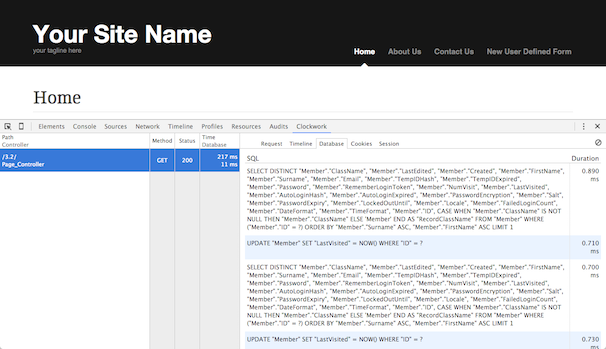 Your Site Name
your tagline here
Home About Us Contact Us New User Defined Form
Home
Elements Console Sources Network Timeline Profiles Resources Audits Clockwork
Path
Controller
Method
Status
Time
Database
/3.2/
Page_Controller
GET
200
217 ms
11 ms
Request Timeline Database Cookies Session
SQL
Duration
SELECT DISTINCT "Member"."ClassName", "Member"."LastEdited", "Member"."Created", "Member"."FirstName",
"Member"."Surname", "Member"."Email", "Member"."TempIDHash", "Member"."TempIDExpired",
"Member"."Password", "Member"."RememberLoginToken", "Member"."NumVisit", "Member"."LastVisited",
"Member"."AutoLoginHash", "Member"."AutoLoginExpired", "Member"."PasswordEncryption", "Member"."Salt",
"Member"."PasswordExpiry", "Member"."LockedOutUntil", "Member"."Locale", "Member"."FailedLoginCount",
"Member"."DateFormat", "Member"."TimeFormat", "Member"."ID", CASE WHEN "Member"."ClassName" IS NOT
NULL THEN "Member"."ClassName" ELSE 'Member' END AS "RecordClassName" FROM "Member" WHERE
("Member"."ID" = ?) ORDER BY "Member"."Surname" ASC, "Member"."FirstName" ASC LIMIT 1
0.890
ms
UPDATE "Member" SET "LastVisited" = NOW() WHERE "ID" = ?
0.710
ms
SELECT DISTINCT "Member"."ClassName", "Member"."LastEdited", "Member"."Created", "Member"."FirstName",
"Member"."Surname", "Member"."Email", "Member"."TempIDHash", "Member"."TempIDExpired",
"Member"."Password", "Member"."RememberLoginToken", "Member"."NumVisit", "Member"."LastVisited",
"Member"."AutoLoginHash", "Member"."AutoLoginExpired", "Member"."PasswordEncryption", "Member"."Salt",
"Member"."PasswordExpiry", "Member"."LockedOutUntil", "Member"."Locale", "Member"."FailedLoginCount",
"Member"."DateFormat", "Member"."TimeFormat", "Member"."ID", CASE WHEN "Member"."ClassName" IS NOT
NULL THEN "Member"."ClassName" ELSE 'Member' END AS "RecordClassName" FROM "Member" WHERE
("Member"."ID" = ?) ORDER BY "Member"."Surname" ASC, "Member"."FirstName" ASC LIMIT 1
0.700
ms
UPDATE "Member" SET "LastVisited" = NOW() WHERE "ID" = ?
0.730
ms